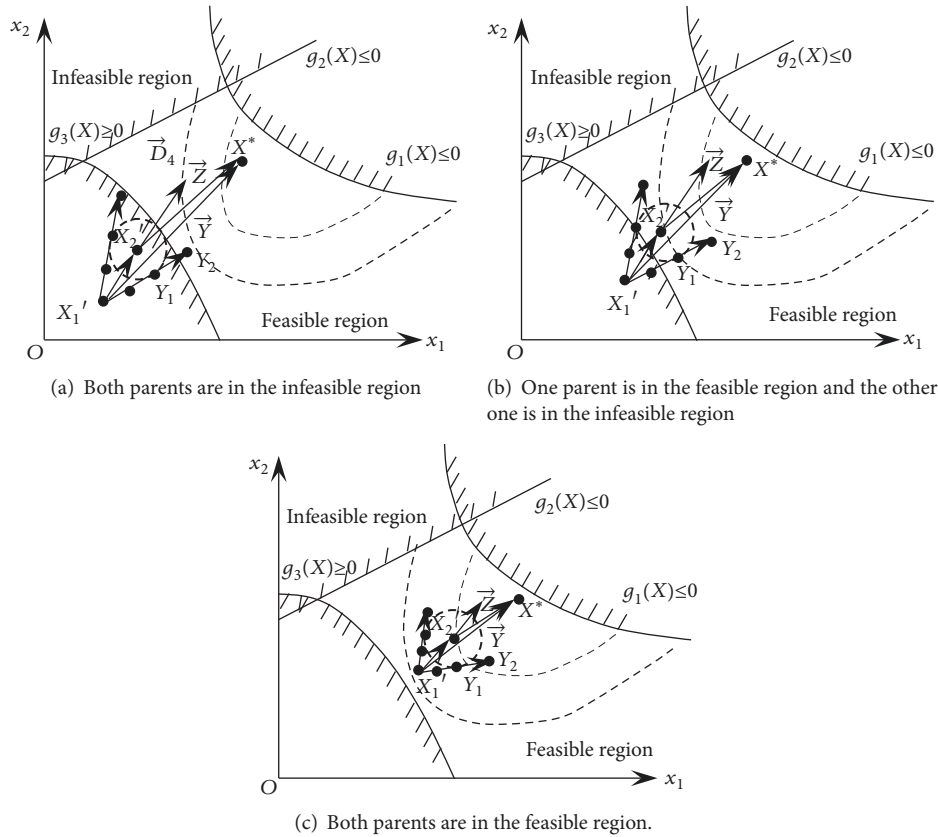 x₂
Infeasible region
g₂(X)≤0
g₃(X)≥0
D⃗₄
X*
g₁(X)≤0
Z⃗
X₂
Y⃗
Y₂
Y₁
X₁′
Feasible region
O
x₁
(a) Both parents are in the infeasible region
x₂
Infeasible region
g₂(X)≤0
g₃(X)≥0
Z⃗
X*
g₁(X)≤0
X₂
Y⃗
Y₂
Y₁
X₁′
Feasible region
O
x₁
(b) One parent is in the feasible region and the other
one is in the infeasible region
x₂
Infeasible region
g₂(X)≤0
g₃(X)≥0
g₁(X)≤0
Z⃗
X*
X₂
Y⃗
Y₂
X₁′
Y₁
Feasible region
O
x₁
(c) Both parents are in the feasible region.